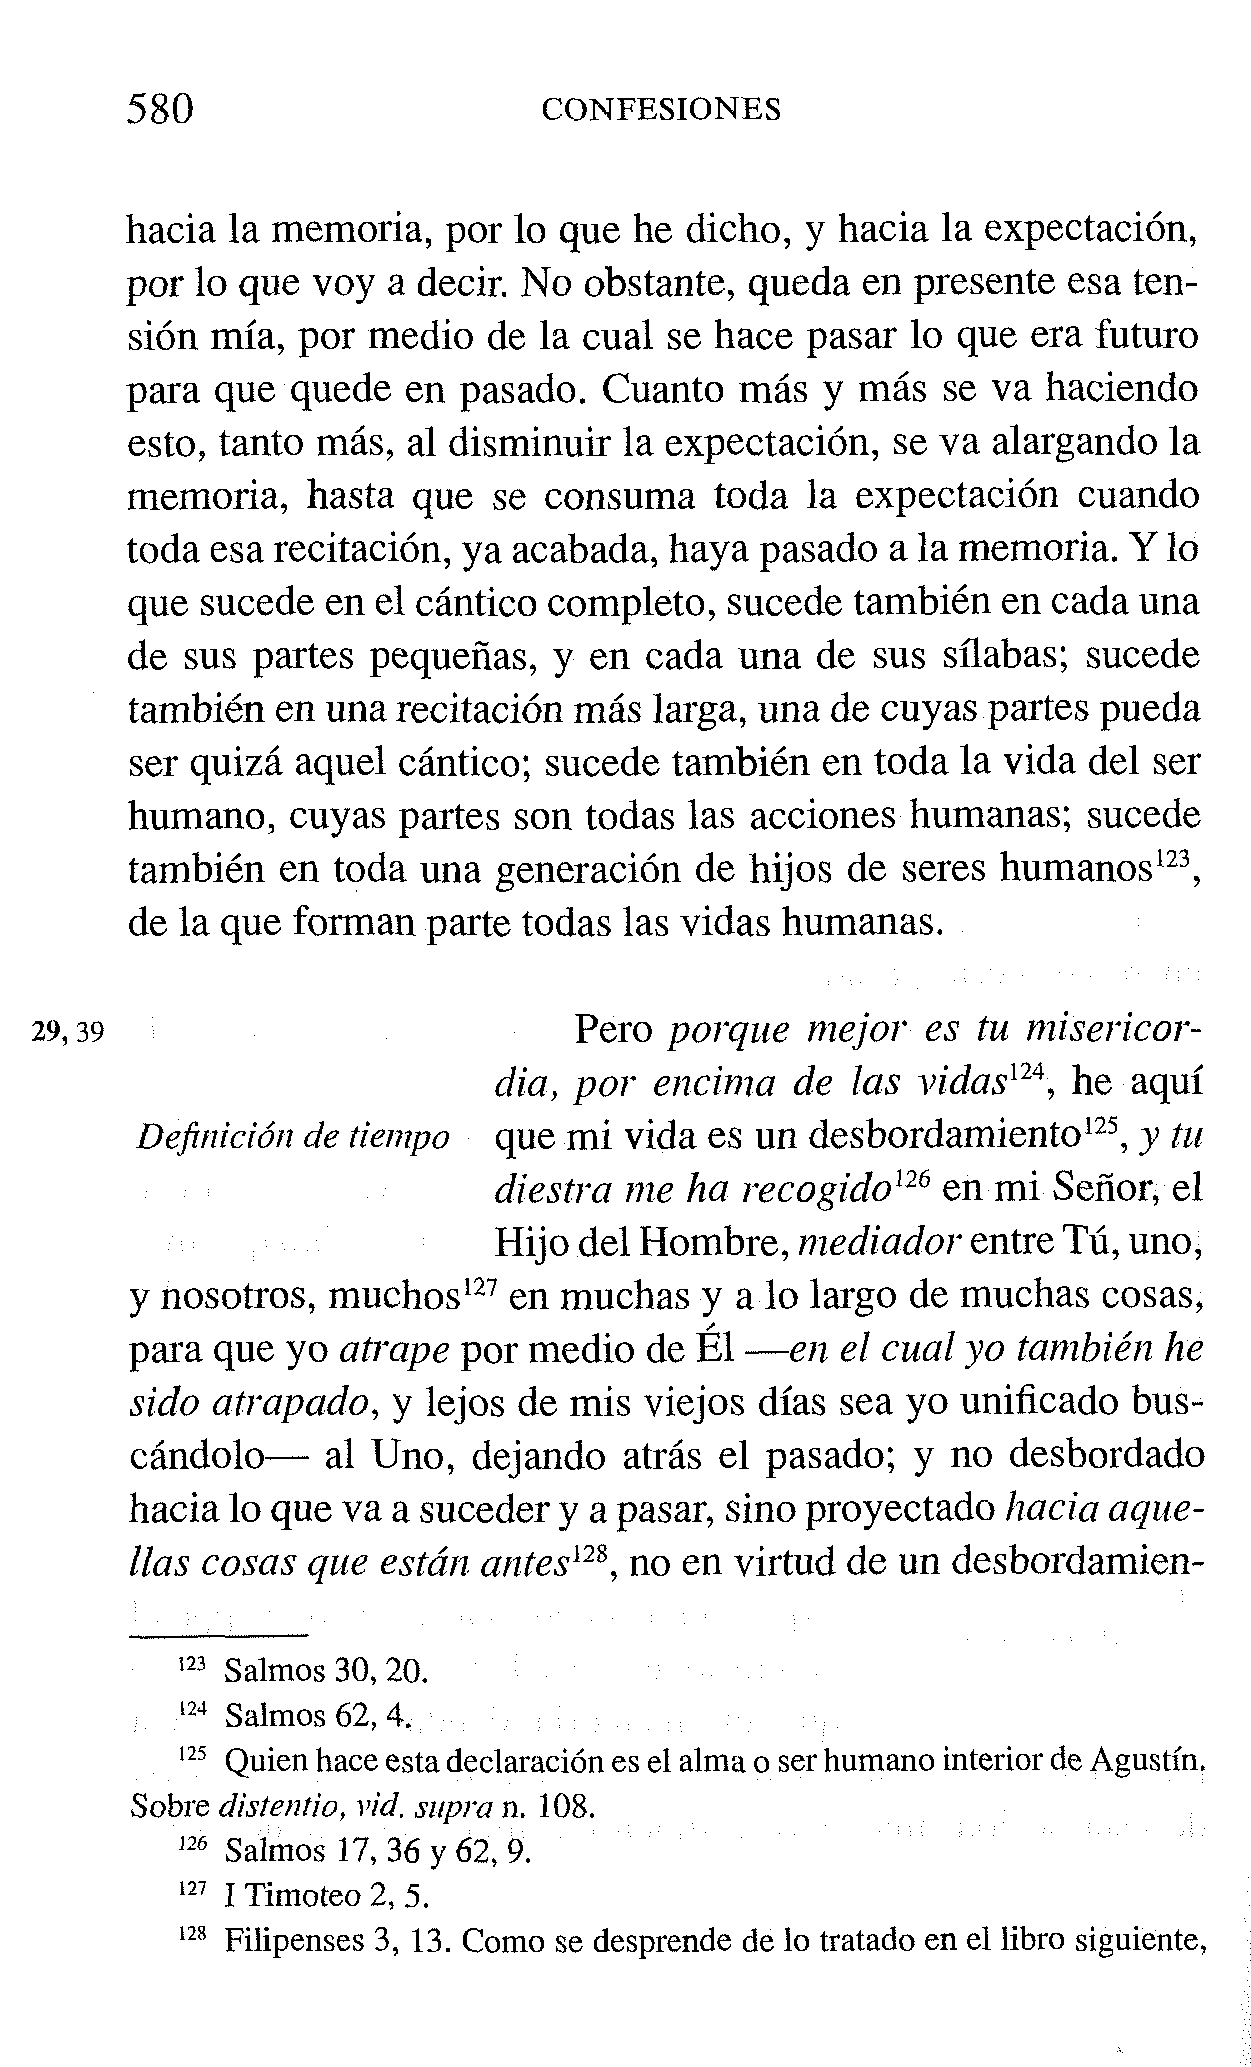 580 CONFESIONES
hacia la memoria, por lo que he dicho, y hacia la expectación,
por lo que voy a decir. No obstante, queda en presente esa ten-
sión mía, por medio de la cual se hace pasar lo que era futuro
para que quede en pasado. Cuanto más y más se va haciendo
esto, tanto más, al disminuir la expectación, se va alargando la
memoria, hasta que se consuma toda la expectación cuando
toda esa recitación, ya acabada, haya pasado a la memoria. Y lo
que sucede en el cántico completo, sucede también en cada una
de sus partes pequeñas, y en cada una de sus sílabas; sucede
también en una recitación más larga, una de cuyas partes pueda
ser quizá aquel cántico; sucede también en toda la vida del ser
humano, cuyas partes son todas las acciones humanas; sucede
también en toda una generación de hijos de seres humanos¹²³,
de la que forman parte todas las vidas humanas.
29, 39
Definición de tiempo
Pero porque mejor es tu misericor-
dia, por encima de las vidas¹²⁴, he aquí
que mi vida es un desbordamiento¹²⁵, y tu
diestra me ha recogido¹²⁶ en mi Señor, el
Hijo del Hombre, mediador entre Tú, uno,
y nosotros, muchos¹²⁷ en muchas y a lo largo de muchas cosas,
para que yo atrape por medio de Él —en el cual yo también he
sido atrapado, y lejos de mis viejos días sea yo unificado bus-
cándolo— al Uno, dejando atrás el pasado; y no desbordado
hacia lo que va a suceder y a pasar, sino proyectado hacia aque-
llas cosas que están antes¹²⁸, no en virtud de un desbordamien-
¹²³ Salmos 30, 20.
¹²⁴ Salmos 62, 4.
¹²⁵ Quien hace esta declaración es el alma o ser humano interior de Agustín.
Sobre distentio, vid. supra n. 108.
¹²⁶ Salmos 17, 36 y 62, 9.
¹²⁷ I Timoteo 2, 5.
¹²⁸ Filipenses 3, 13. Como se desprende de lo tratado en el libro siguiente,